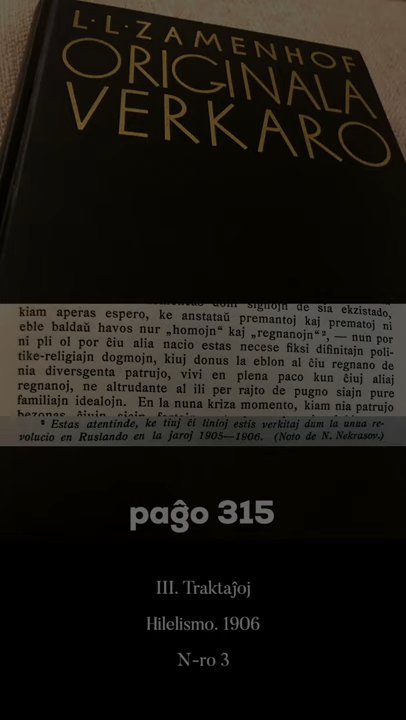 L·L·ZAMENHOF
ORIGINALA
VERKARO
signojn de sia ekzistado,
kiam aperas espero, ke anstataŭ premantoj kaj prematoj ni
eble baldaŭ havos nur „homojn“ kaj „regnanojn“², — nun por
ni pli ol por ĉiu alia nacio estas necese fiksi difinitajn poli-
tike-religiajn dogmojn, kiuj donus la eblon al ĉiu regnano de
nia diversgenta patrujo, vivi en plena paco kun ĉiuj aliaj
regnanoj, ne altrudante al ili per rajto de pugno siajn pure
familiajn idealojn. En la nuna kriza momento, kiam nia patrujo
² Estas atentinde, ke tiuj ĉi linioj estis verkitaj dum la unua re-
volucio en Ruslando en la jaroj 1905—1906. (Noto de N. Nekrasov.)
paĝo 315
III. Traktaĵoj
Hilelismo. 1906
N-ro 3